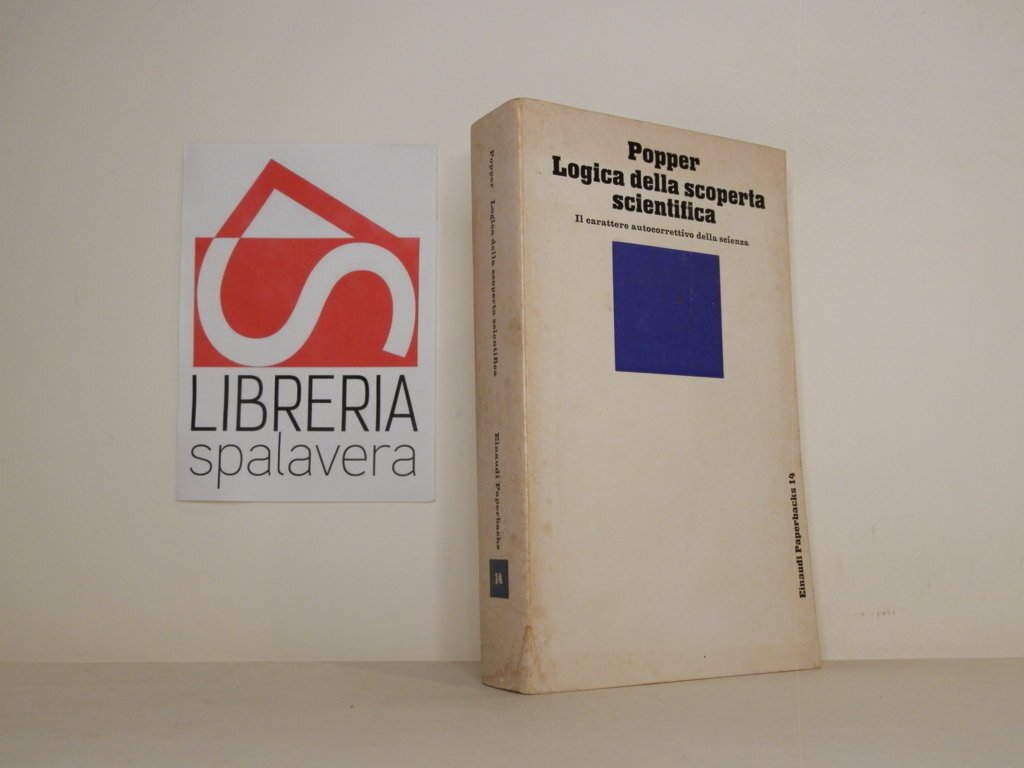 LIBRERIA
spalavera
Popper Logica della scoperta scientifica
Einaudi Paperbacks
14
Popper
Logica della scoperta
scientifica
Il carattere autocorrettivo della scienza
Einaudi Paperbacks 14